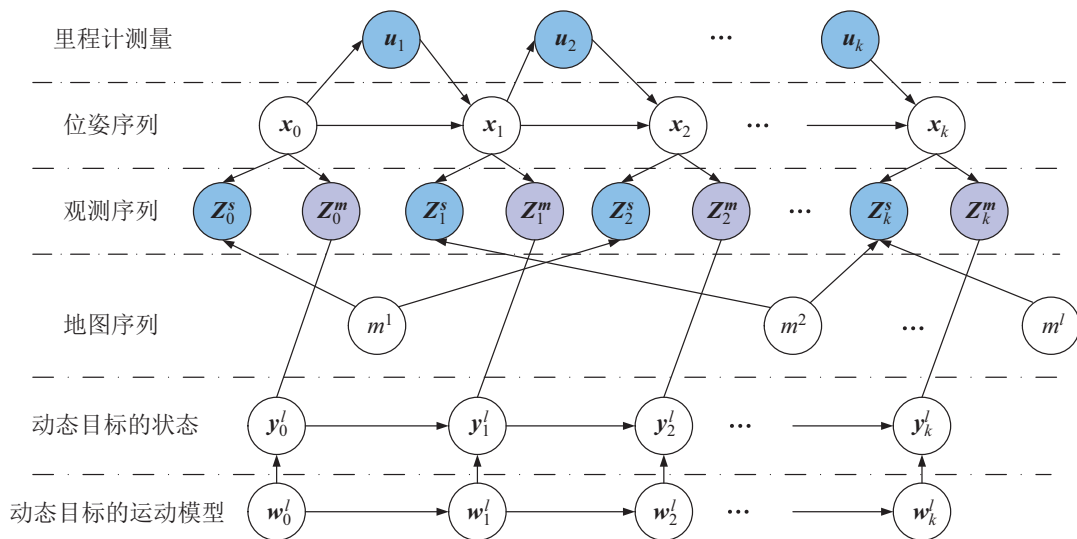 里程计测量 u₁ u₂ ··· uₖ
位姿序列 x₀ x₁ x₂ ··· xₖ
观测序列 Z₀ˢ Z₀ᵐ Z₁ˢ Z₁ᵐ Z₂ˢ Z₂ᵐ ··· Zₖˢ Zₖᵐ
地图序列 m¹ m² ··· mˡ
动态目标的状态 y₀ˡ y₁ˡ y₂ˡ ··· yₖˡ
动态目标的运动模型 w₀ˡ w₁ˡ w₂ˡ ··· wₖˡ